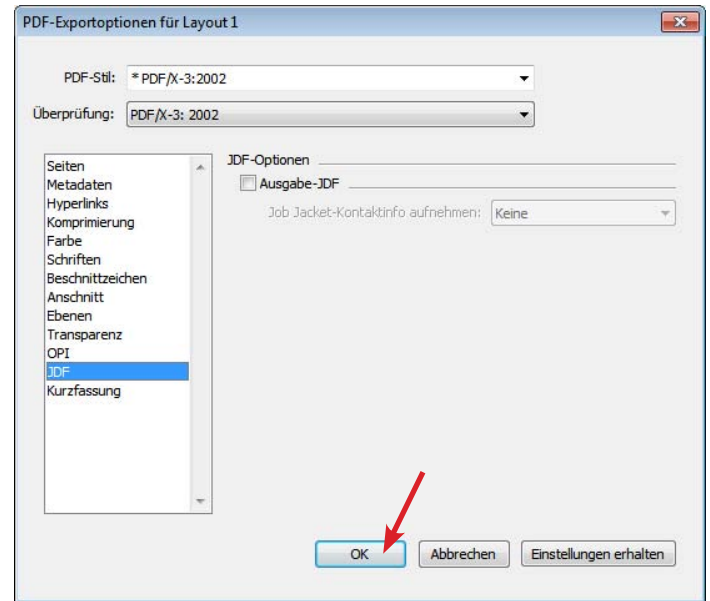 PDF-Exportoptionen für Layout 1
PDF-Stil: * PDF/X-3:2002
Überprüfung: PDF/X-3: 2002
Seiten
Metadaten
Hyperlinks
Komprimierung
Farbe
Schriften
Beschnittzeichen
Anschnitt
Ebenen
Transparenz
OPI
JDF
Kurzfassung
JDF-Optionen
Ausgabe-JDF
Job Jacket-Kontaktinfo aufnehmen: Keine
OK Abbrechen Einstellungen erhalten